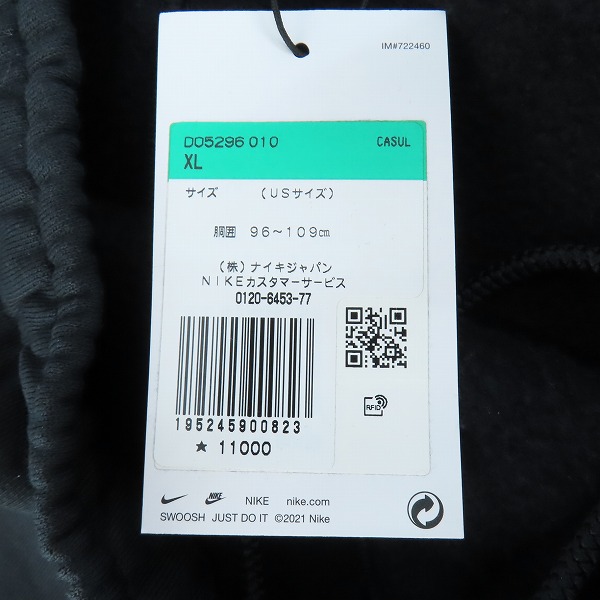 IM#722460
DO5296 010 CASUL
XL
サイズ (USサイズ)
胴囲 96~109cm
(株)ナイキジャパン
NIKEカスタマーサービス
0120-6453-77
RFID
195245900823
★ 11000
NIKE nike.com
SWOOSH JUST DO IT ©2021 Nike